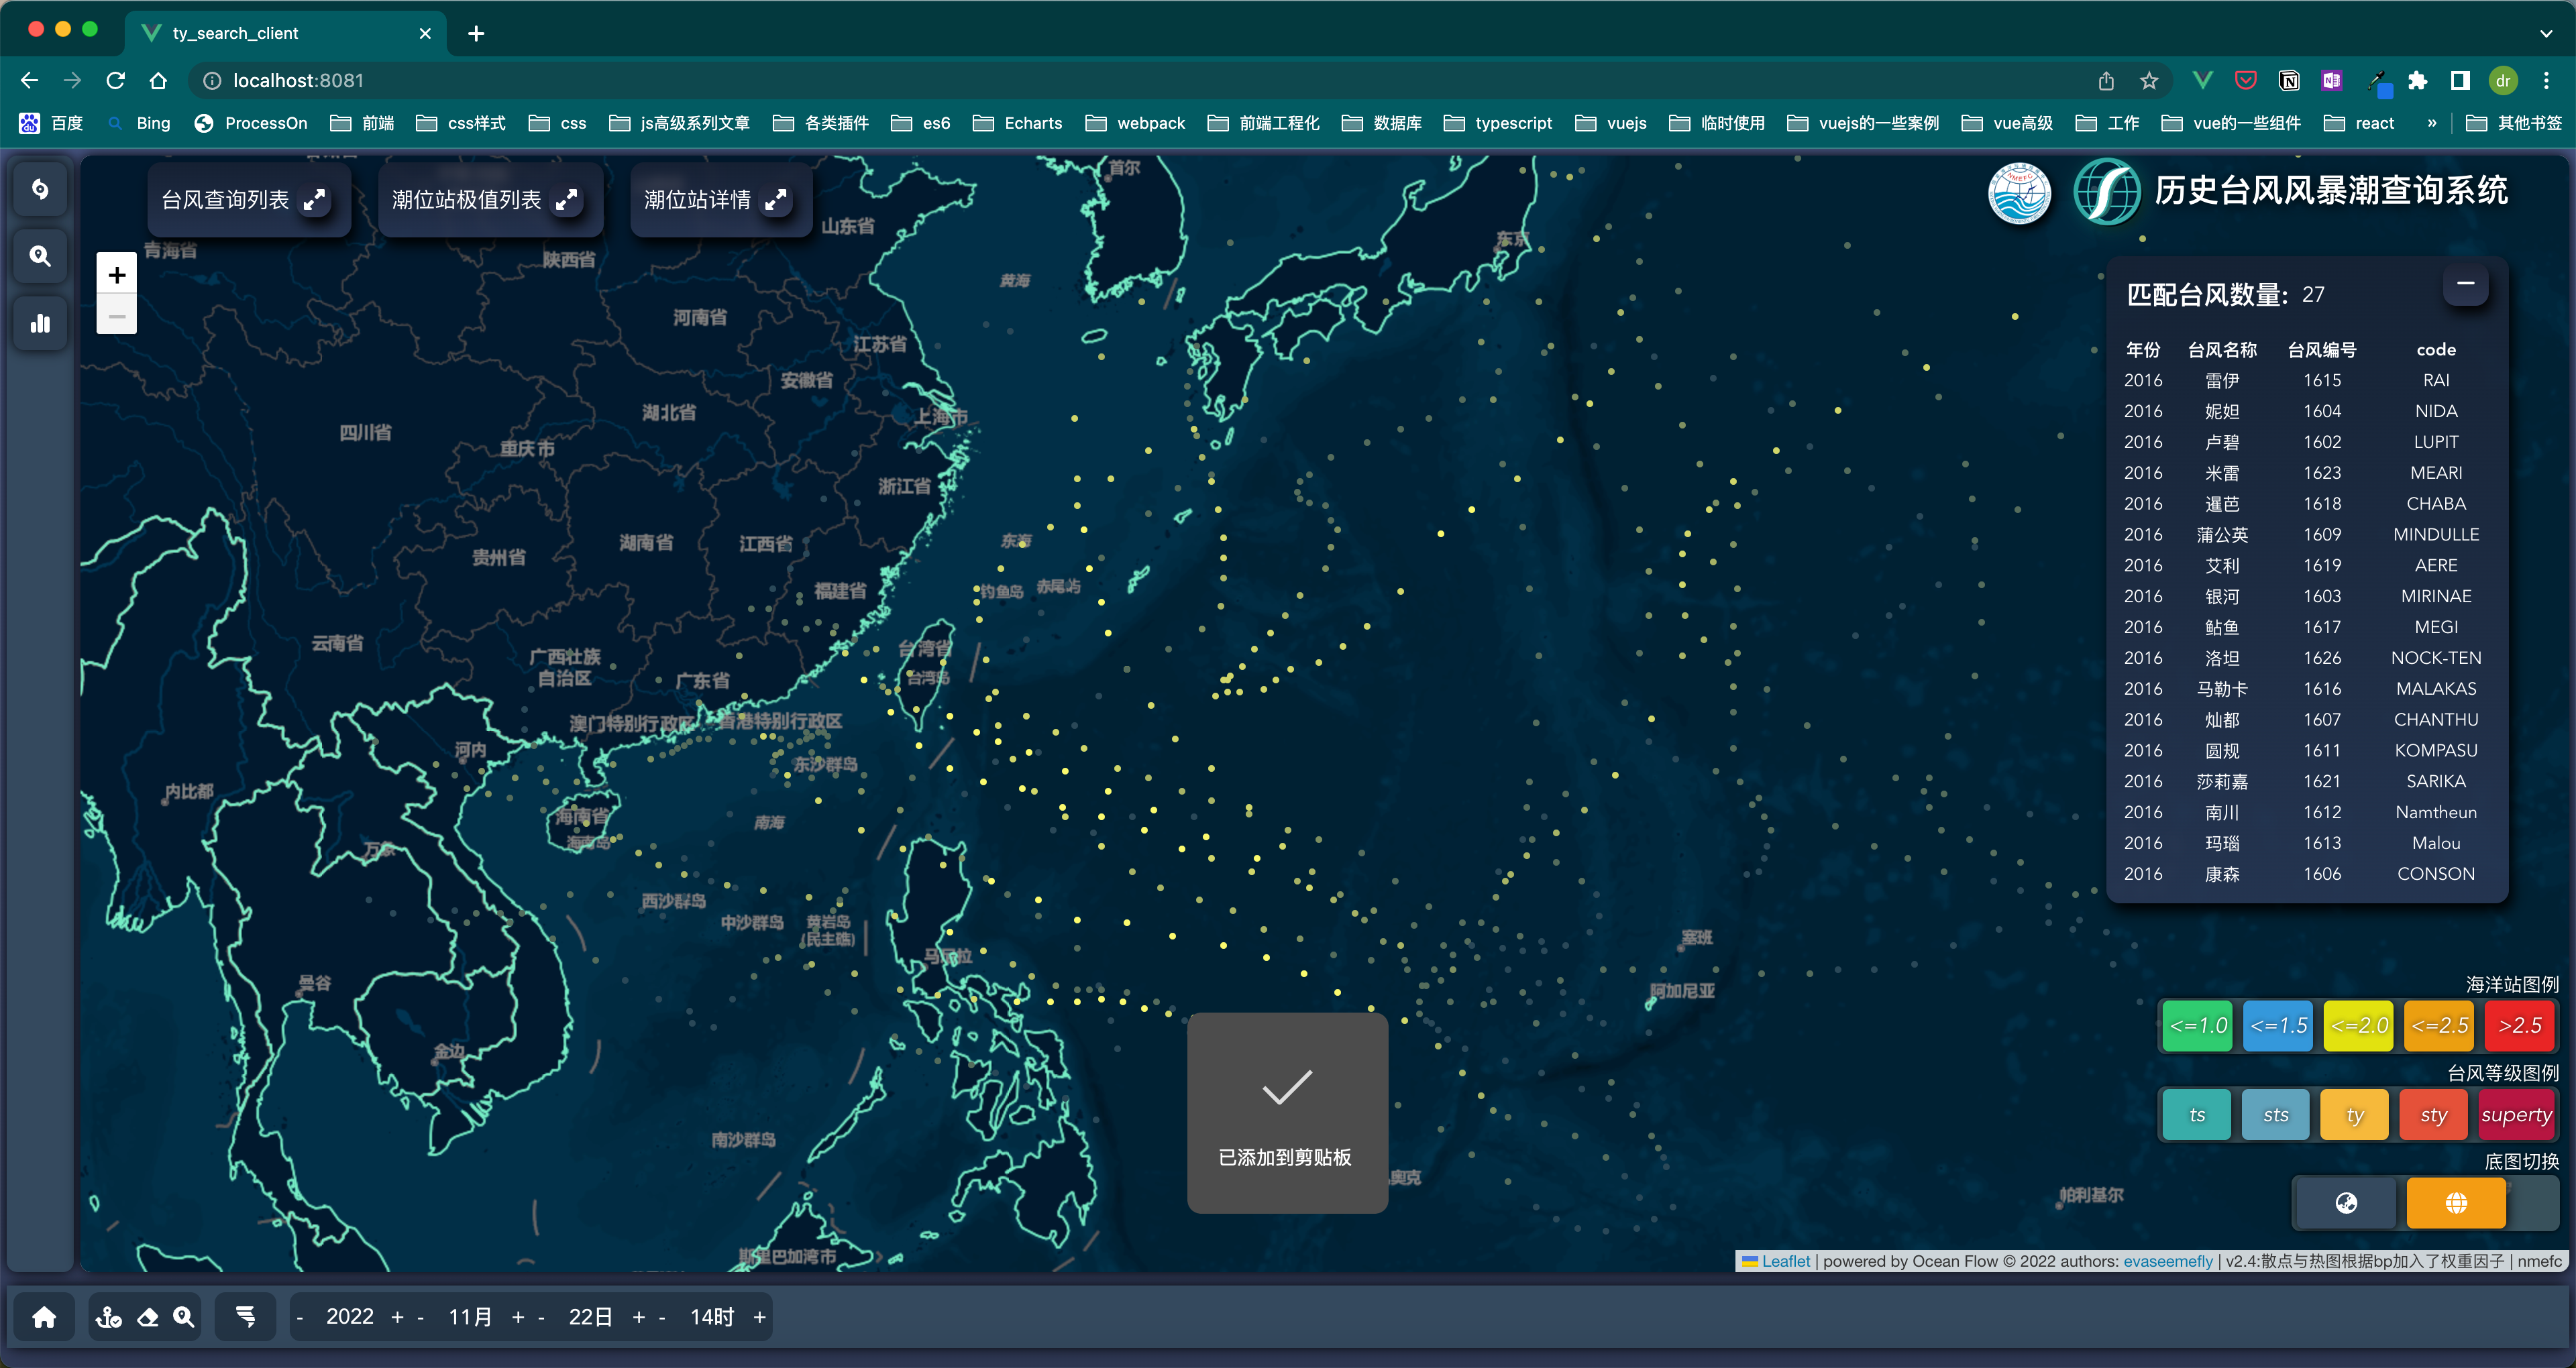 ty_search_client
localhost:8081
dr
百度 Bing ProcessOn 前端 css样式 css js高级系列文章 各类插件 es6 Echarts webpack 前端工程化 数据库 typescript vuejs 临时使用 vuejs的一些案例 vue高级 工作 vue的一些组件 react » 其他书签
台风查询列表 潮位站极值列表 潮位站详情
NMEFC
历史台风风暴潮查询系统
+
−
首尔
山东省
青海省
陕西省
东京
黄海
河南省
江苏省
安徽省
湖北省
上海市
四川省
重庆市
浙江省
东海
湖南省
江西省
贵州省
福建省
钓鱼岛
赤尾屿
云南省
广西壮族
自治区
台湾省
台湾岛
广东省
澳门特别行政区
香港特别行政区
河内
东沙群岛
内比都
海南省
海南岛
南海
万象
西沙群岛
中沙群岛
黄岩岛
(民主礁)
马尼拉
塞班
曼谷
阿加尼亚
金边
南沙群岛
奥克
帕利基尔
斯里巴加湾市
匹配台风数量: 27
年份 台风名称 台风编号 code
2016 雷伊 1615 RAI
2016 妮妲 1604 NIDA
2016 卢碧 1602 LUPIT
2016 米雷 1623 MEARI
2016 暹芭 1618 CHABA
2016 蒲公英 1609 MINDULLE
2016 艾利 1619 AERE
2016 银河 1603 MIRINAE
2016 鲇鱼 1617 MEGI
2016 洛坦 1626 NOCK-TEN
2016 马勒卡 1616 MALAKAS
2016 灿都 1607 CHANTHU
2016 圆规 1611 KOMPASU
2016 莎莉嘉 1621 SARIKA
2016 南川 1612 Namtheun
2016 玛瑙 1613 Malou
2016 康森 1606 CONSON
海洋站图例
<=1.0 <=1.5 <=2.0 <=2.5 >2.5
台风等级图例
ts sts ty sty superty
底图切换
已添加到剪贴板
Leaflet | powered by Ocean Flow © 2022 authors: evaseemefly | v2.4:散点与热图根据bp加入了权重因子 | nmefc
- 2022 + - 11月 + - 22日 + - 14时 +